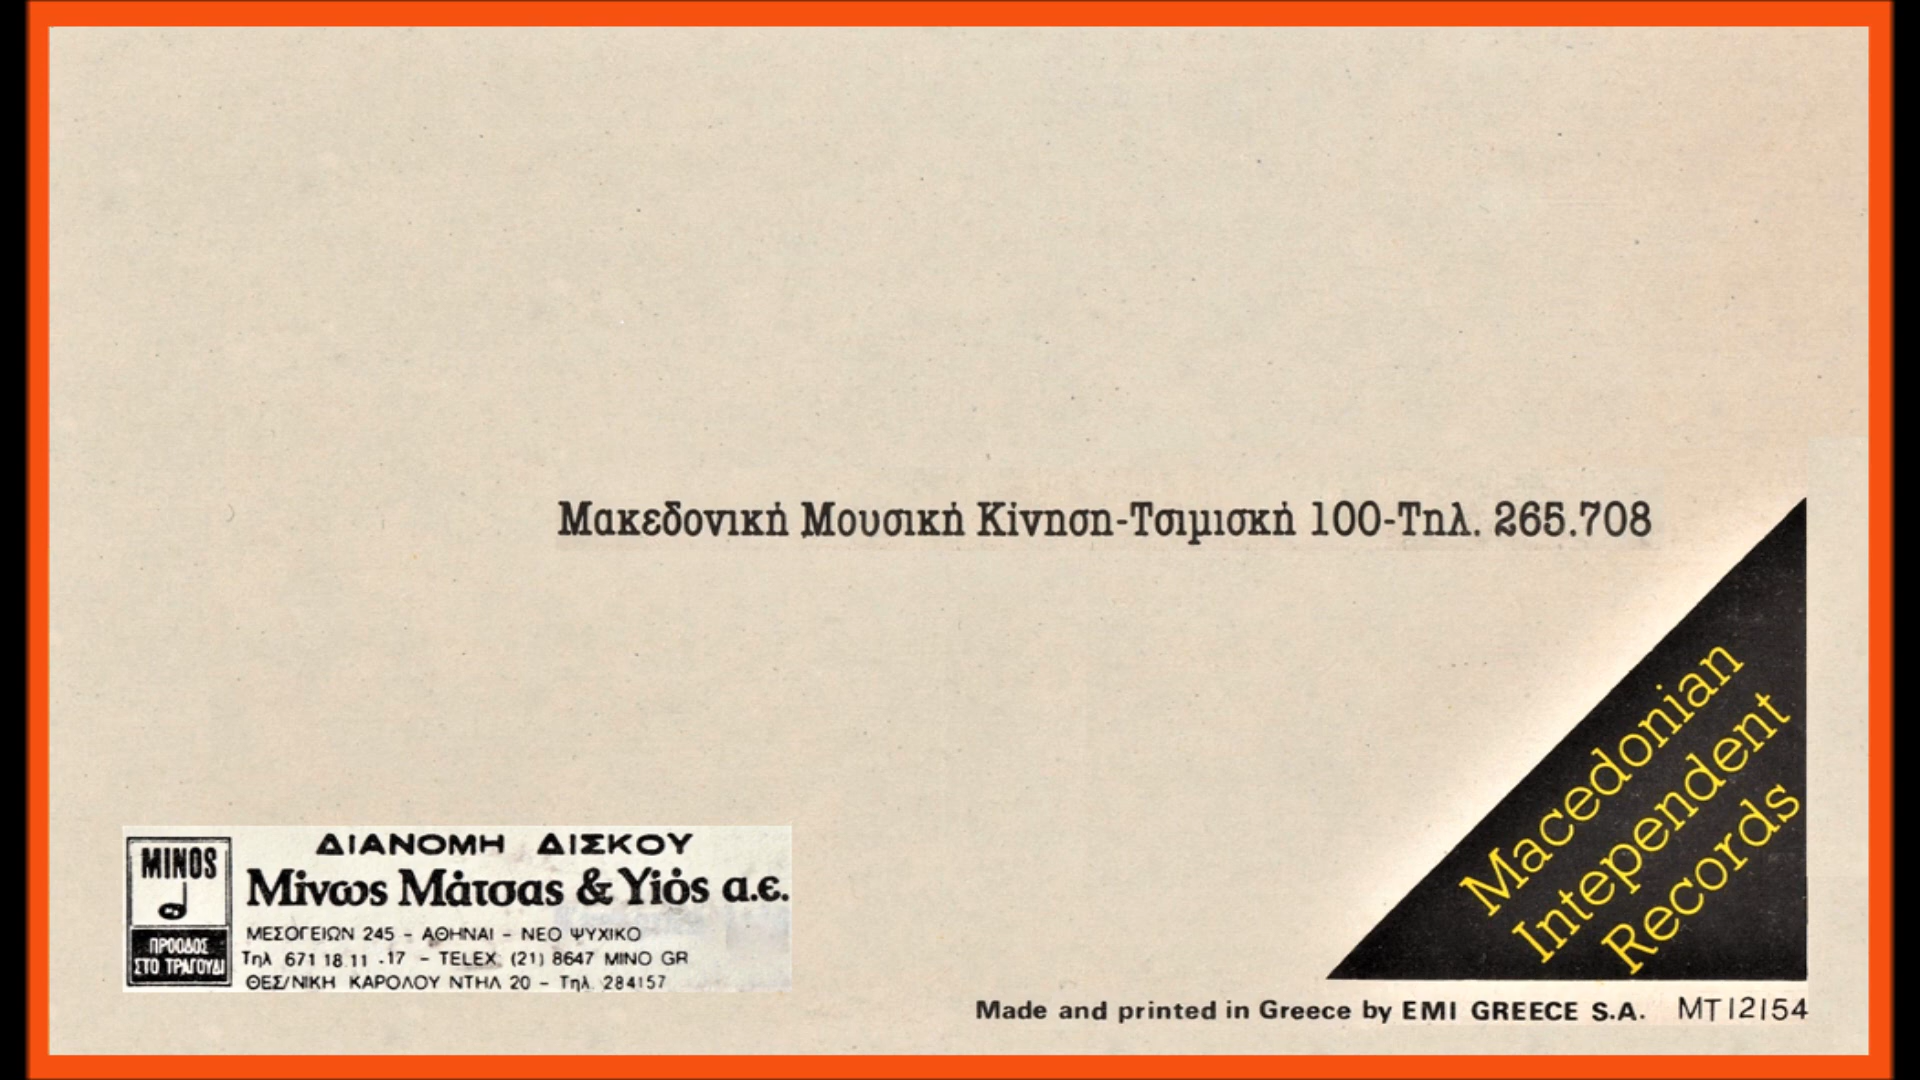 Μακεδονική Μουσική Κίνηση-Τσιμισκή 100-Τηλ. 265.708
Macedonian
Intependent
Records
MINOS
ΠΡΟΟΔΟΣ
ΣΤΟ ΤΡΑΓΟΥΔΙ
ΔΙΑΝΟΜΗ ΔΙΣΚΟΥ
Μίνως Μάτσας & Υιός α.ε.
ΜΕΣΟΓΕΙΩΝ 245 - ΑΘΗΝΑΙ - ΝΕΟ ΨΥΧΙΚΟ
Τηλ 671 18.11 -17 - TELEX: (21) 8647 MINO GR
ΘΕΣ/ΝΙΚΗ ΚΑΡΟΛΟΥ ΝΤΗΛ 20 - Τηλ. 284157
Made and printed in Greece by EMI GREECE S.A. MT12154